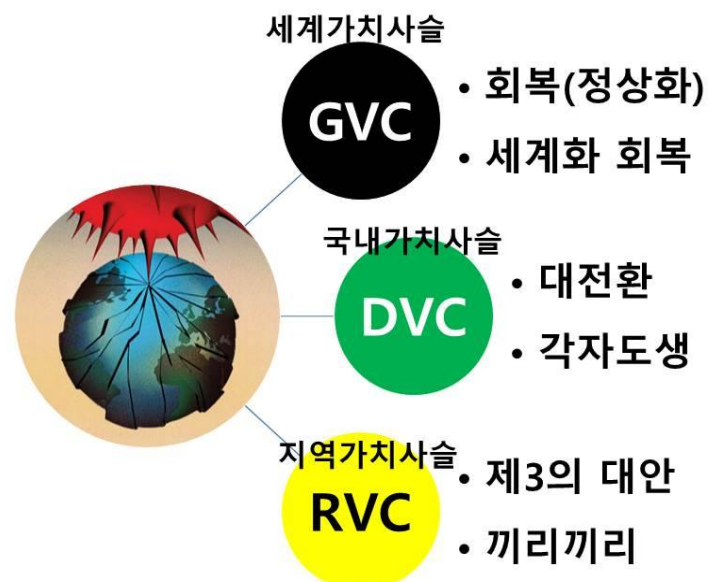 세계가치사슬
GVC
• 회복(정상화)
• 세계화 회복
국내가치사슬
DVC
• 대전환
• 각자도생
지역가치사슬
RVC
• 제3의 대안
• 끼리끼리